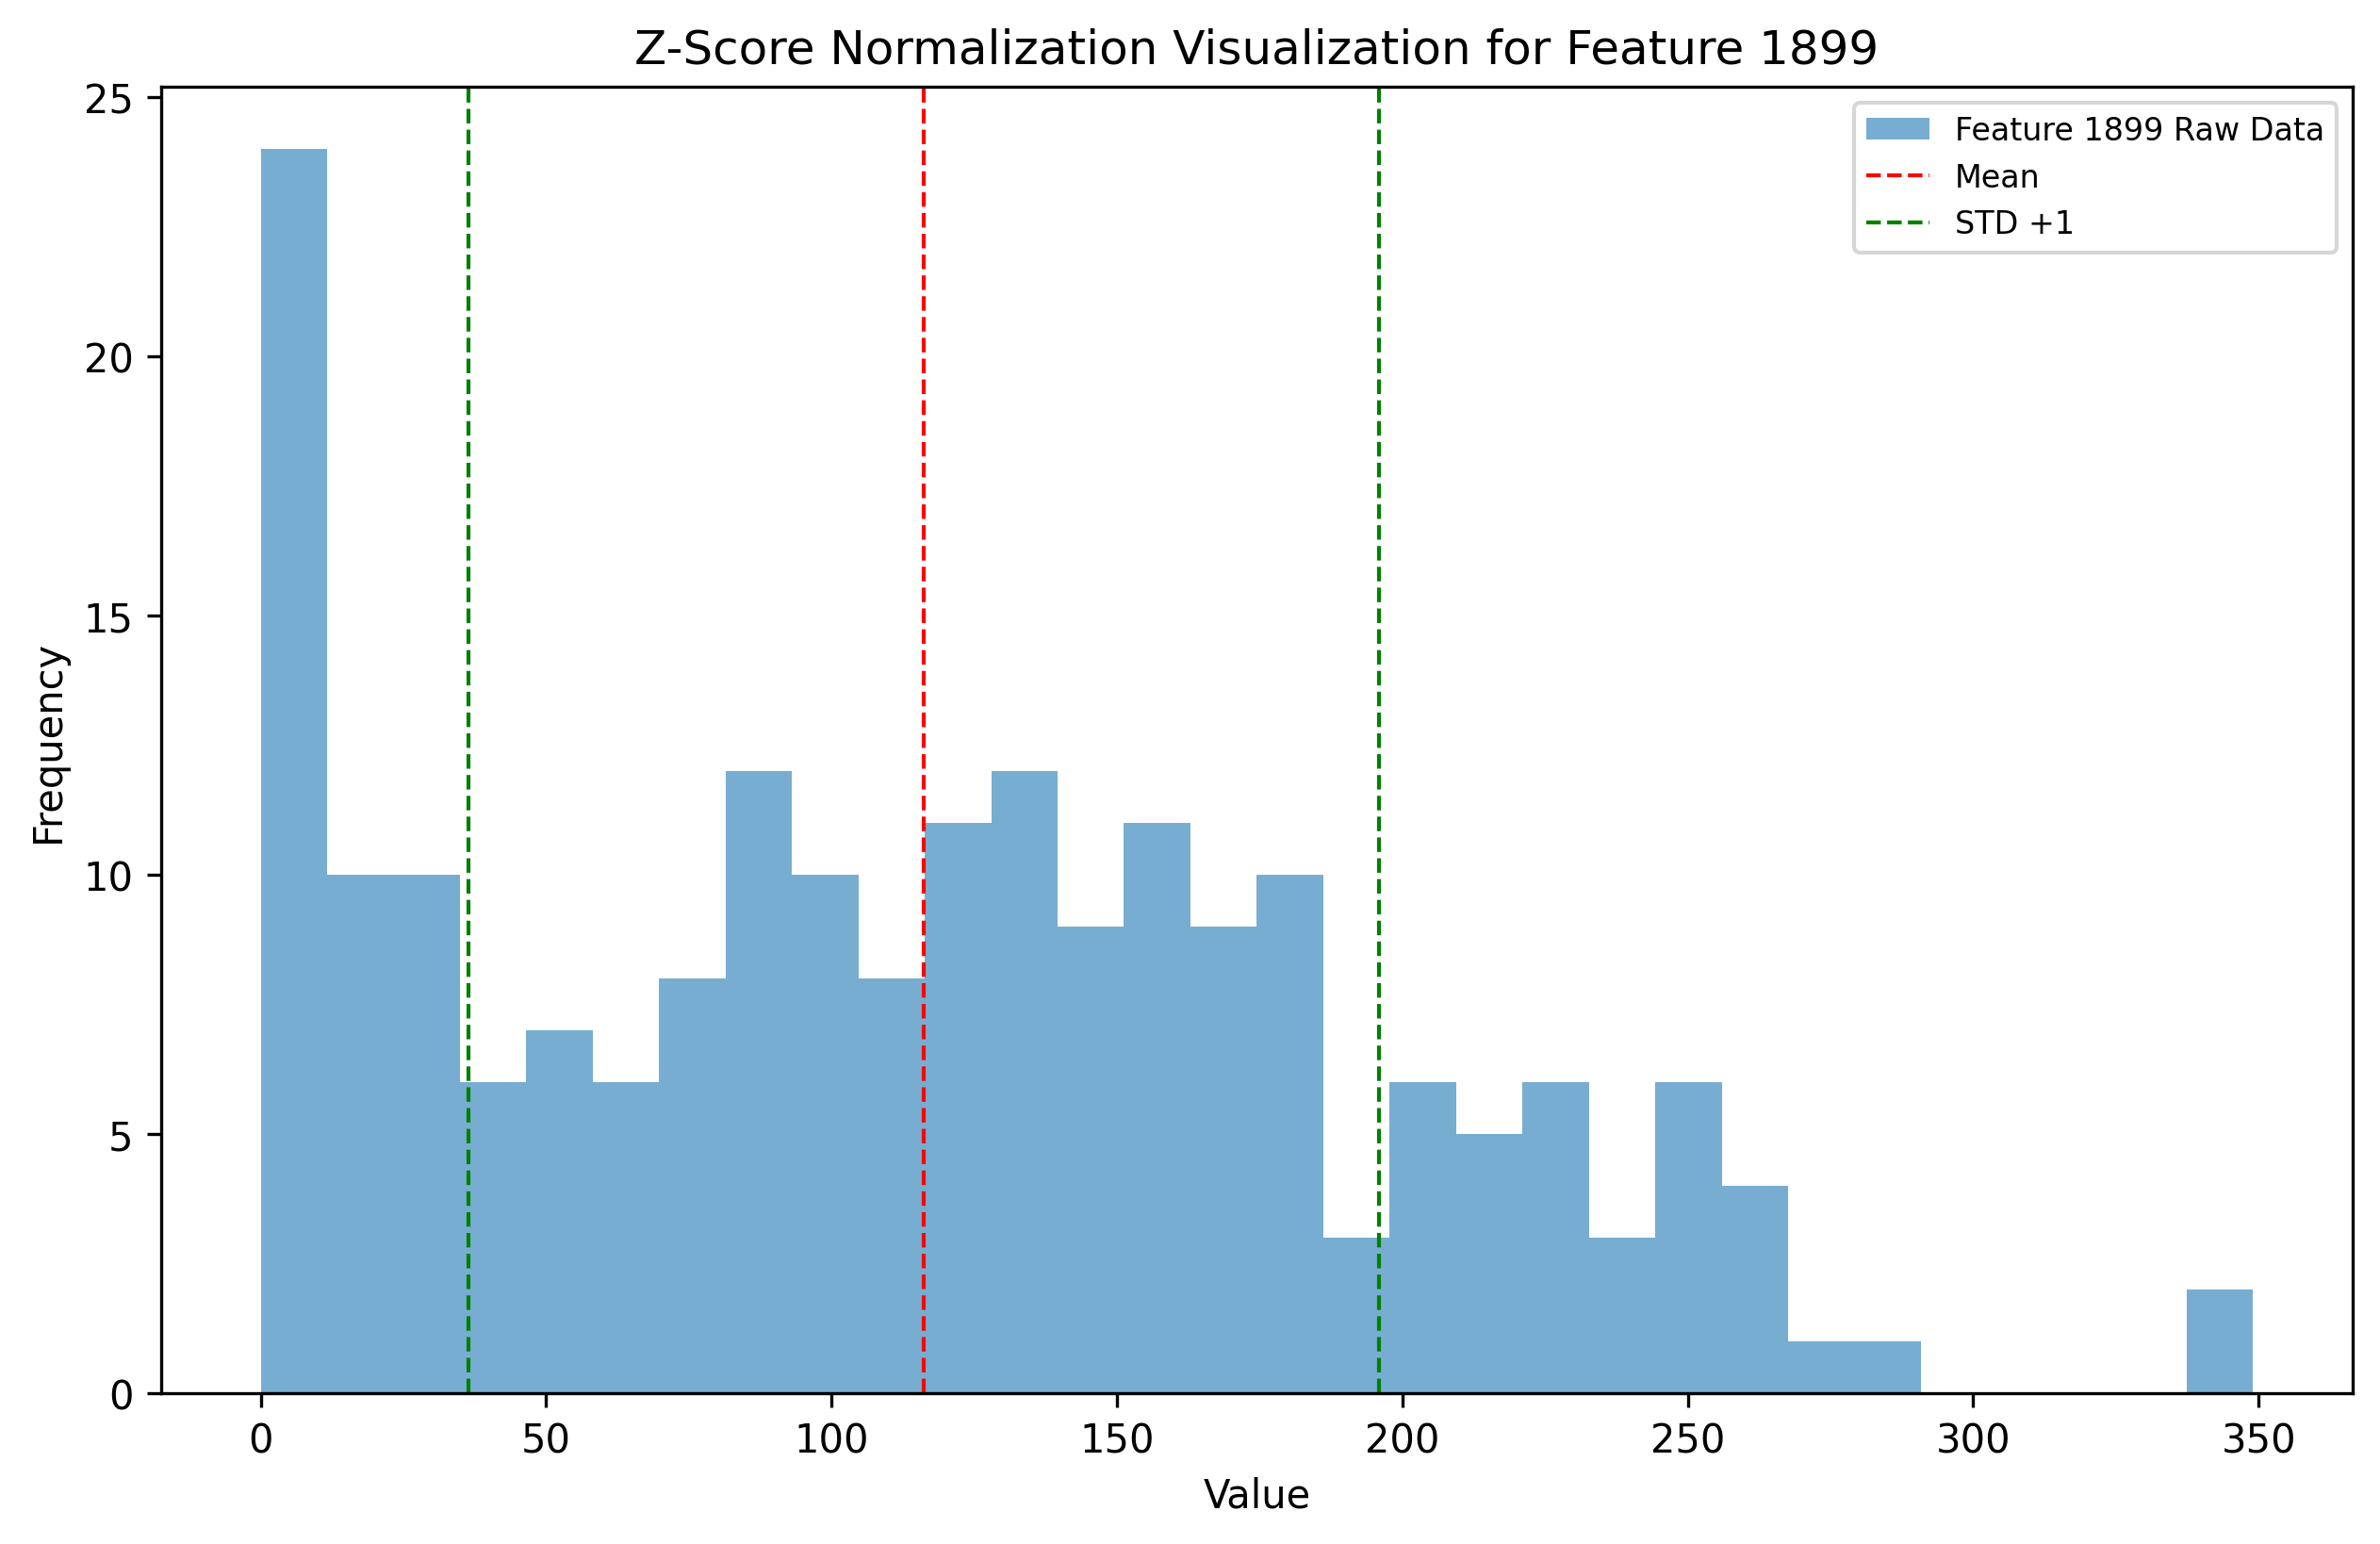 Z-Score Normalization Visualization for Feature 1899
Feature 1899 Raw Data
Mean
STD +1
25
20
15
10
5
0
Frequency
0 50 100 150 200 250 300 350
Value